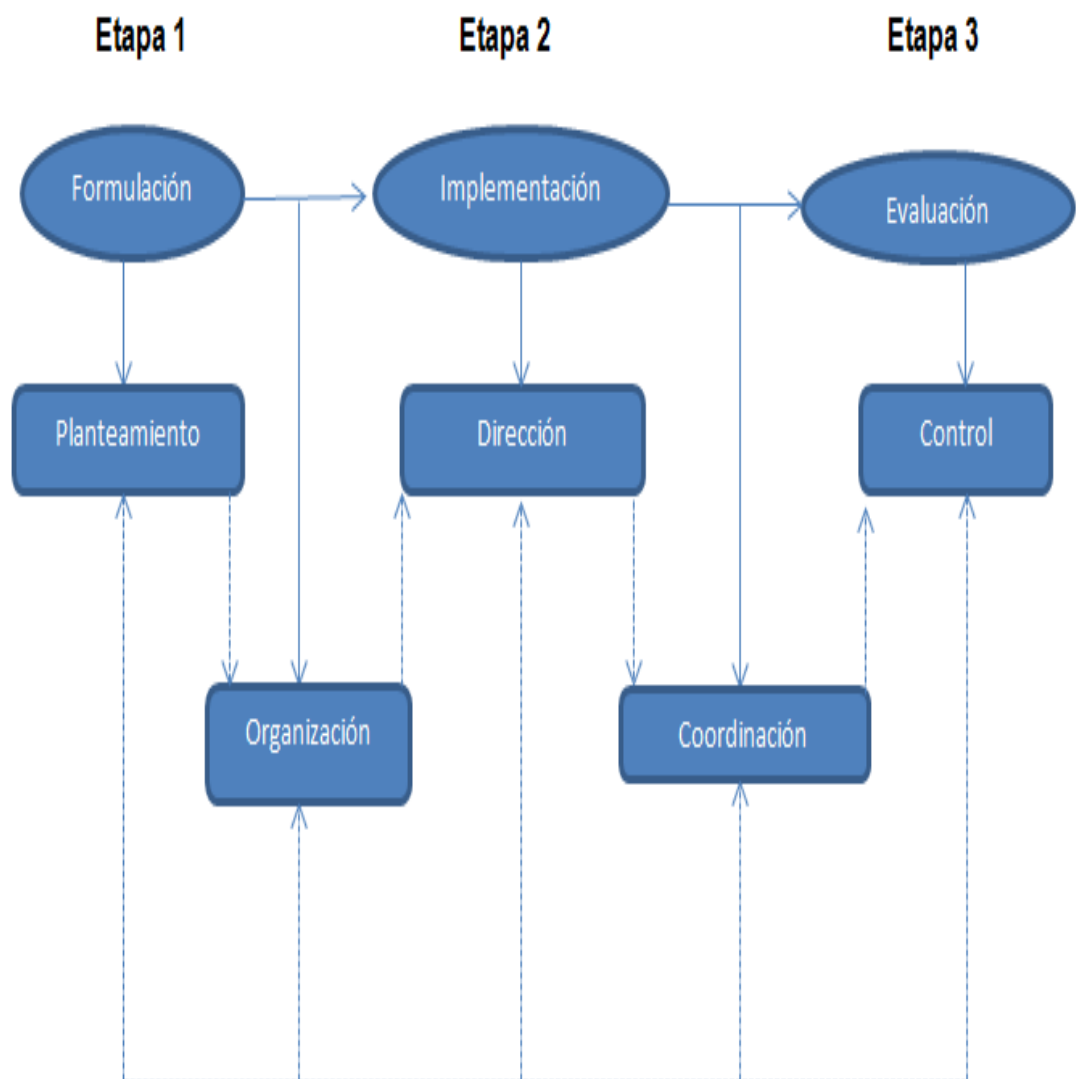 Etapa 1
Etapa 2
Etapa 3
Formulación
Implementación
Evaluación
Planteamiento
Dirección
Control
Organización
Coordinación